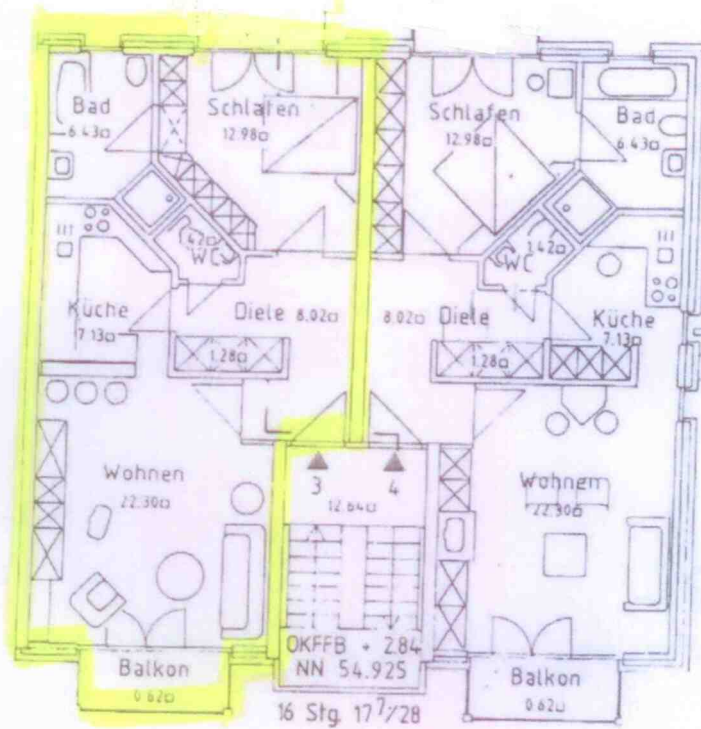 Bad
6.43□
Schlafen
12.98□
Schlafen
12.98□
Bad
6.43□
1.42□
WC
1.42□
WC
Küche
7.13□
Diele 8.02□
8.02□ Diele
Küche
7.13□
1.28□
1.28□
Wohnen
22.30□
3
4
12.64□
Wohnen
22.30□
OKFFB + 2.84
NN 54.925
Balkon
0.62□
Balkon
0.62□
16 Stg 17⁷/28